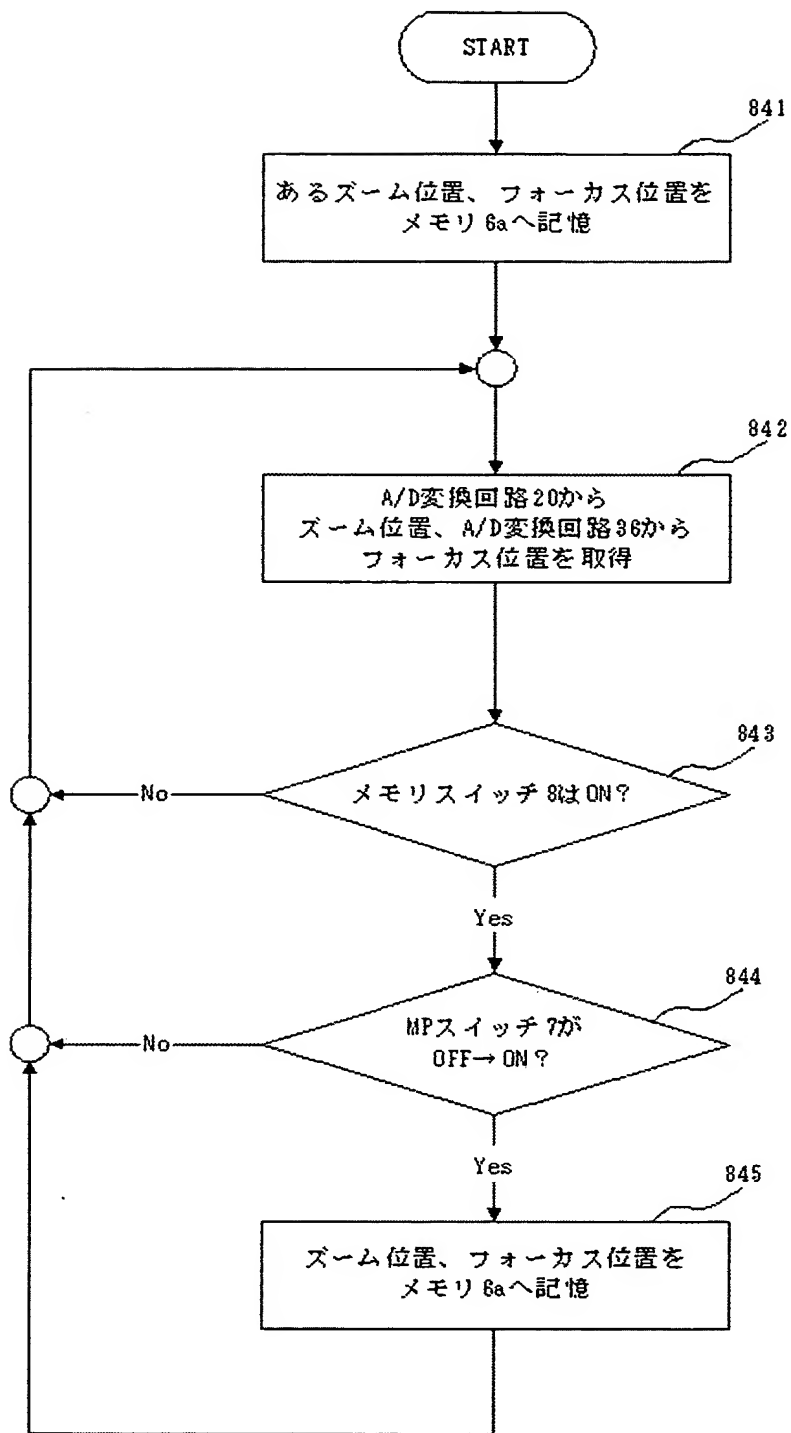 START
841
あるズーム位置、フォーカス位置を
メモリ6aへ記憶
842
A/D変換回路20から
ズーム位置、A/D変換回路36から
フォーカス位置を取得
843
メモリスイッチ8はON?
No
Yes
844
MPスイッチ7が
OFF→ON?
No
Yes
845
ズーム位置、フォーカス位置を
メモリ6aへ記憶